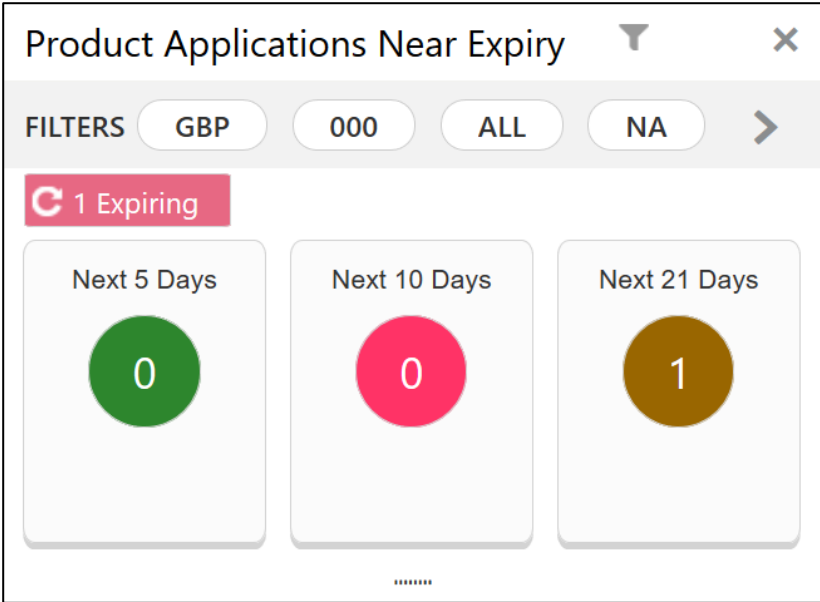 Product Applications Near Expiry
FILTERS GBP 000 ALL NA
1 Expiring
Next 5 Days Next 10 Days Next 21 Days
0 0 1